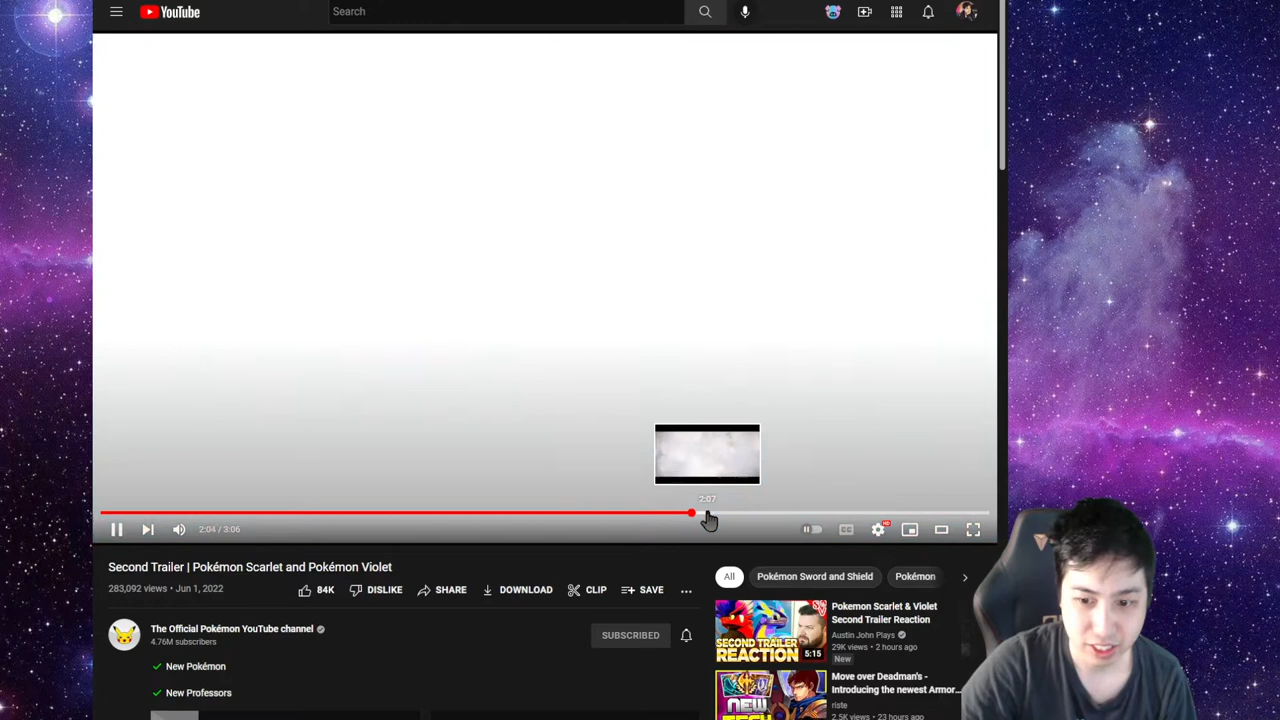 YouTube
Search
2:07
2:04 / 3:06
CC
HD
Second Trailer | Pokémon Scarlet and Pokémon Violet
283,092 views • Jun 1, 2022
84K
DISLIKE
SHARE
DOWNLOAD
CLIP
SAVE
The Official Pokémon YouTube channel
4.76M subscribers
SUBSCRIBED
✓ New Pokémon
✓ New Professors
All
Pokémon Sword and Shield
Pokémon
SECOND TRAILER
REACTION
5:15
Pokemon Scarlet & Violet
Second Trailer Reaction
Austin John Plays
29K views • 2 hours ago
New
NEW
TECH
Move over Deadman's -
Introducing the newest Armor...
riste
2.5K views • 23 hours ago